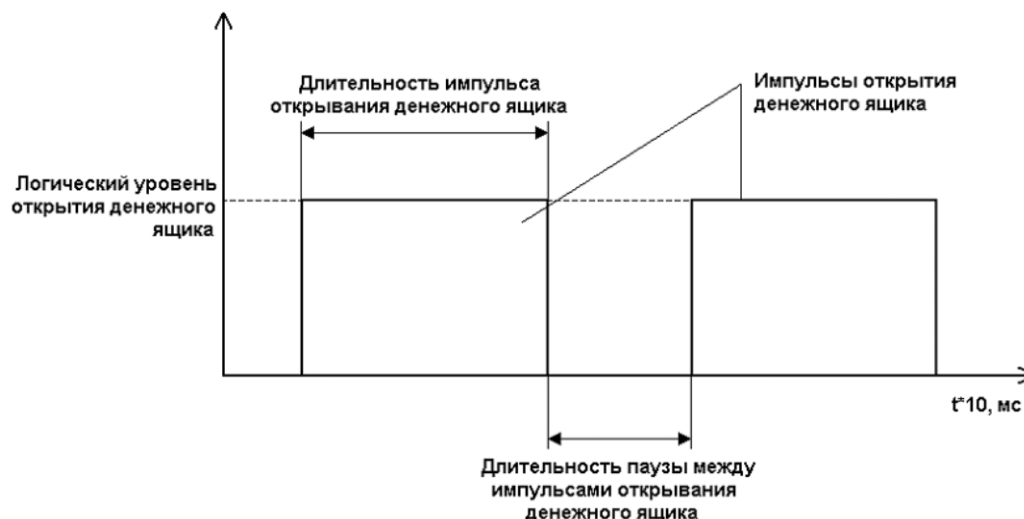 Длительность импульса
открывания денежного ящика
Импульсы открытия
денежного ящика
Логический уровень
открытия денежного
ящика
t*10, мс
Длительность паузы между
импульсами открывания
денежного ящика